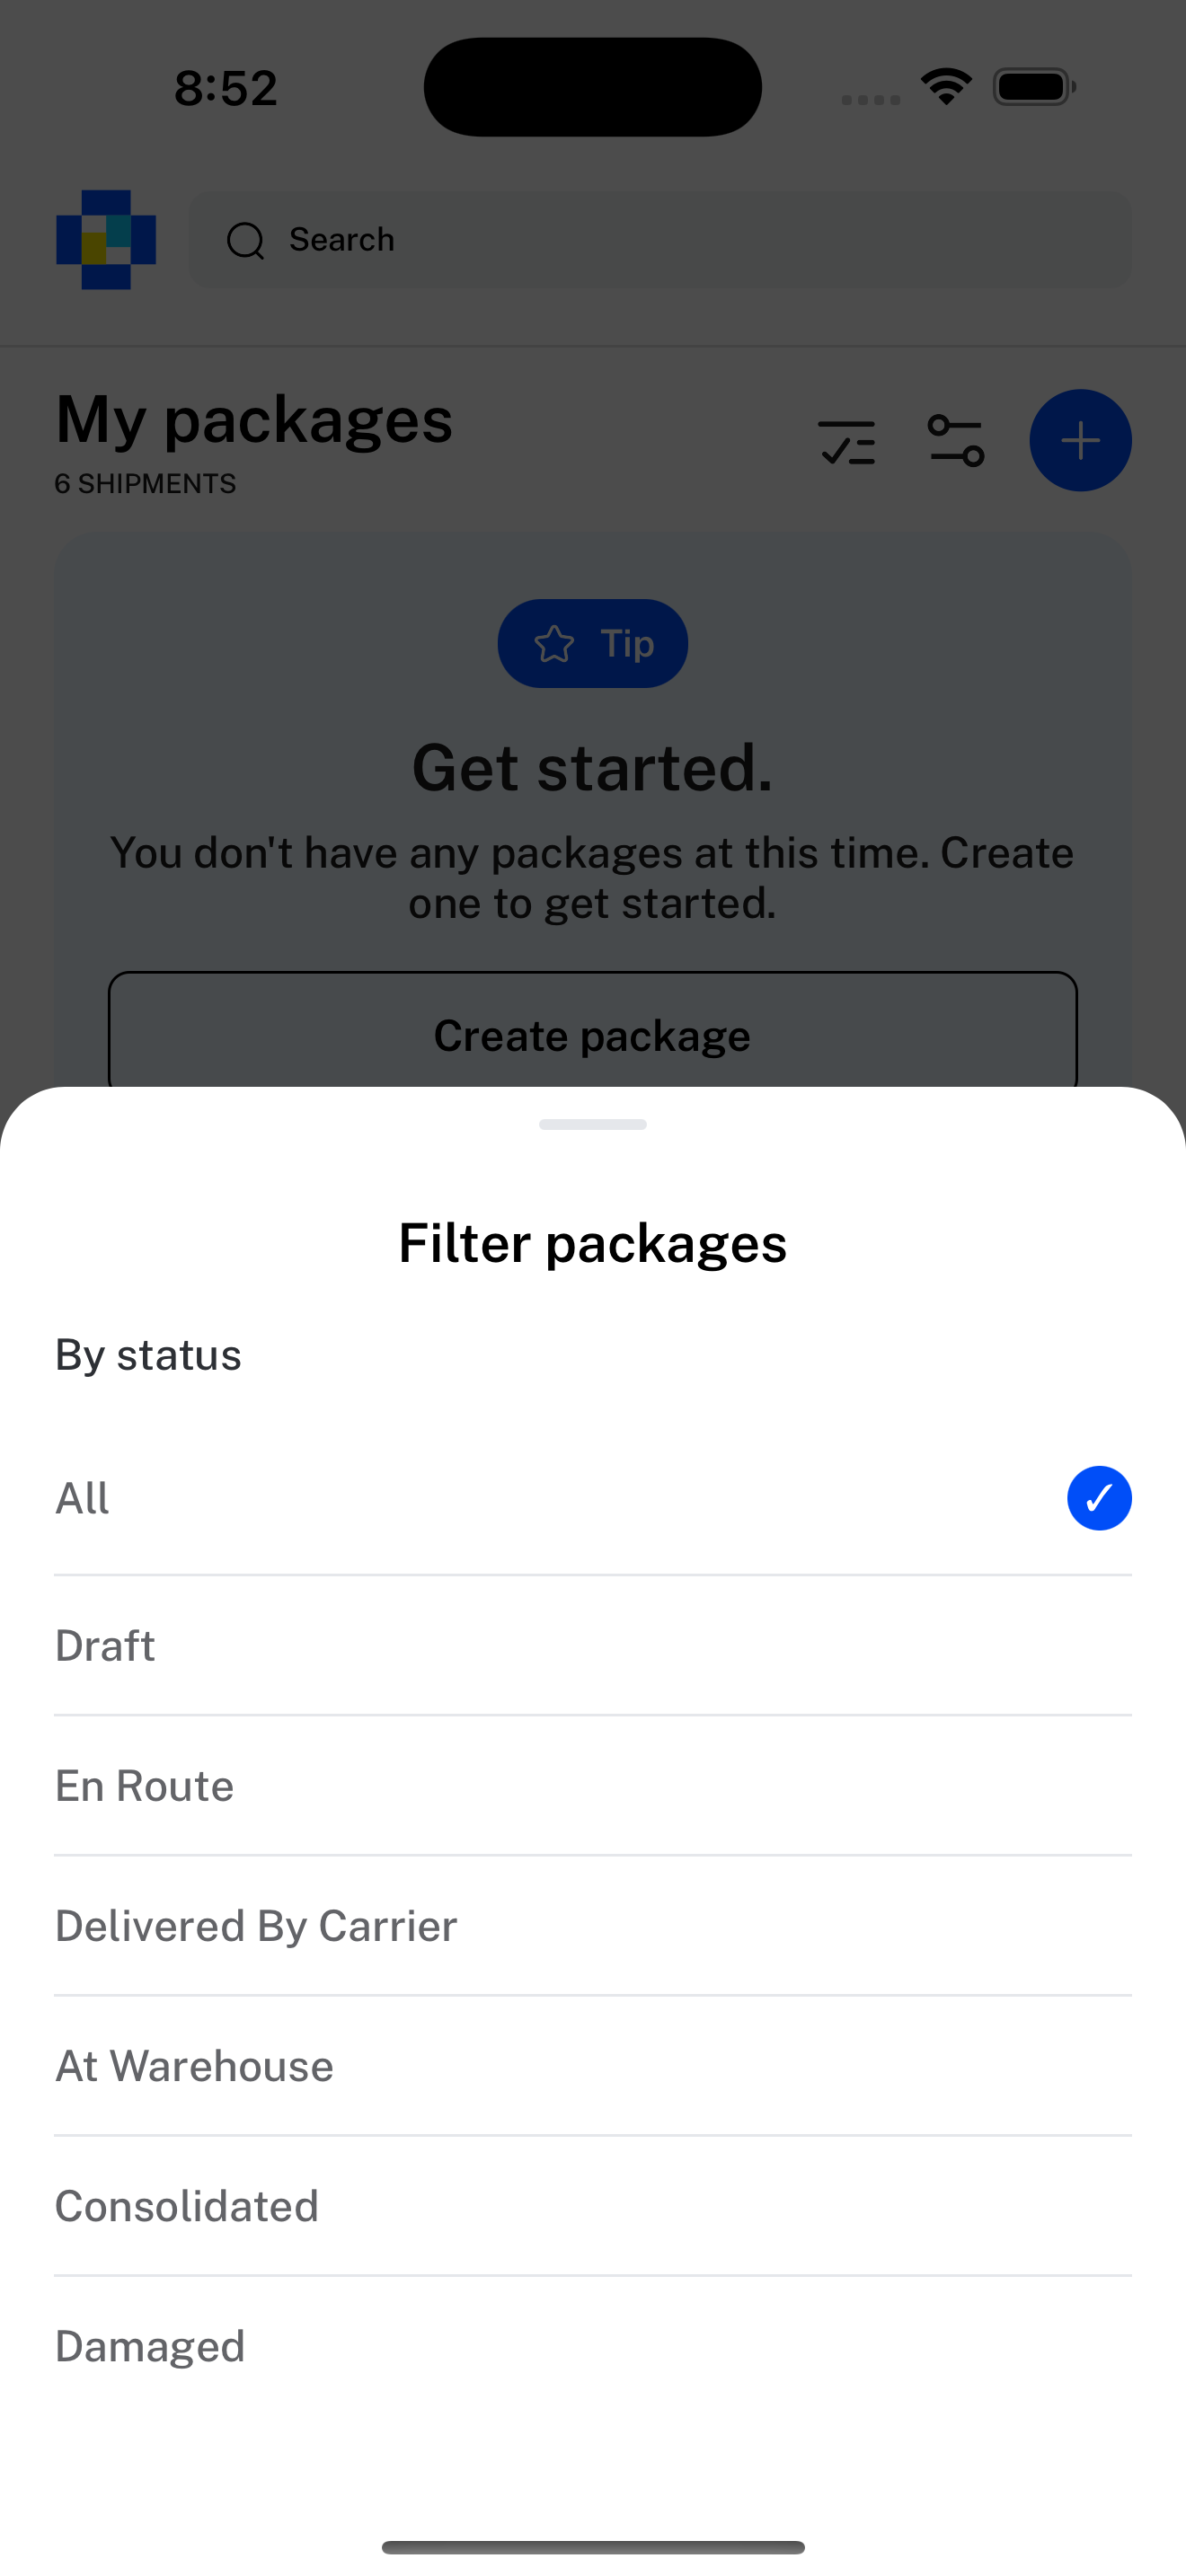 8:52
Search
My packages
6 SHIPMENTS
Tip
Get started.
You don't have any packages at this time. Create
one to get started.
Create package
Filter packages
By status
All
Draft
En Route
Delivered By Carrier
At Warehouse
Consolidated
Damaged